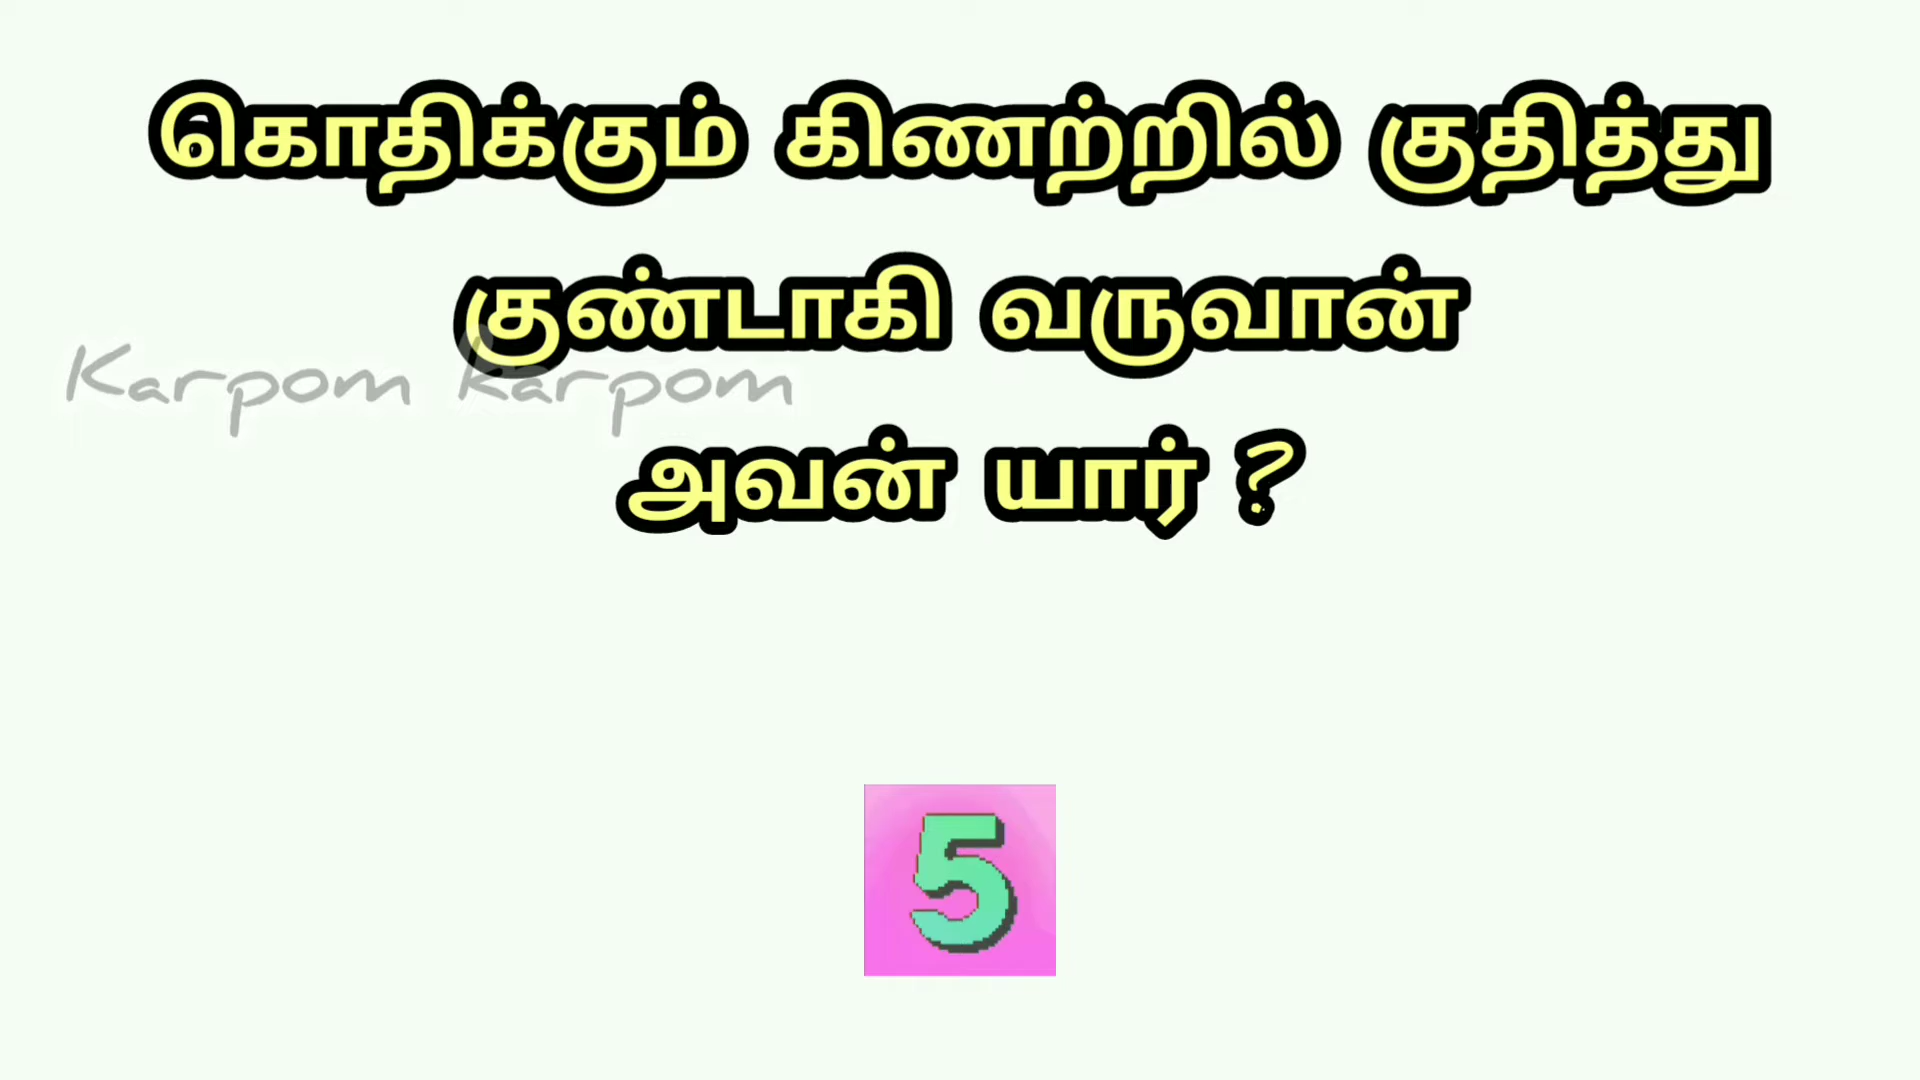 கொதிக்கும் கிணற்றில் குதித்து
குண்டாகி வருவான்
Karpom Karpom
அவன் யார் ?
5